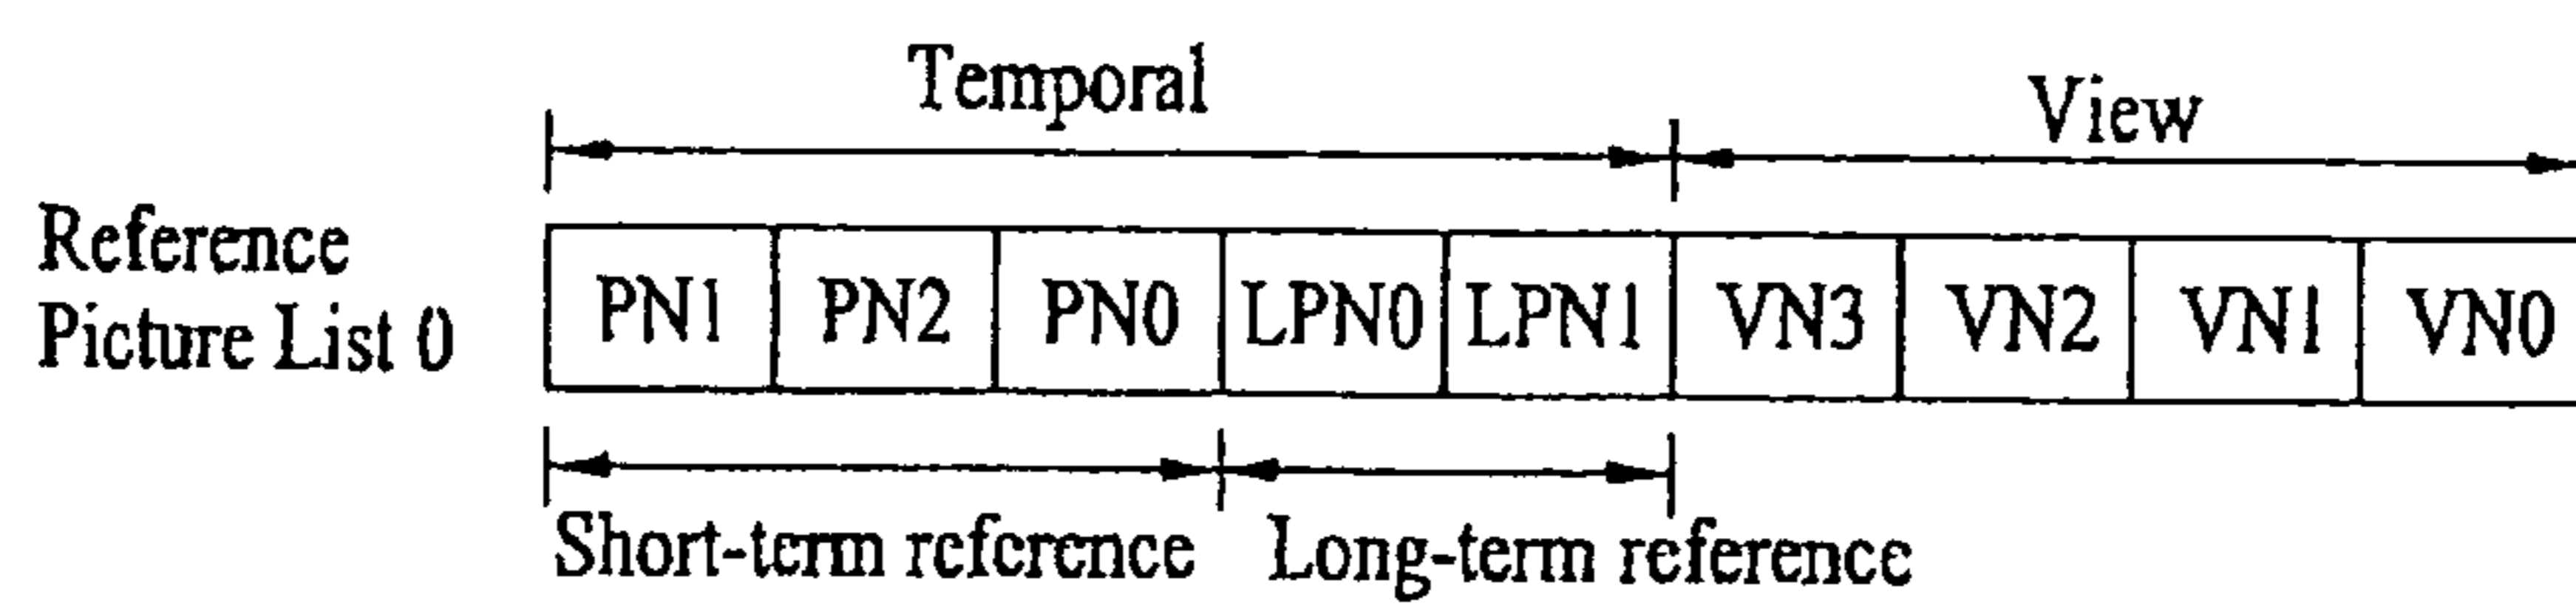 Temporal
View
Reference
Picture List 0
PN1 PN2 PN0 LPN0 LPN1 VN3 VN2 VN1 VN0
Short-term reference Long-term reference